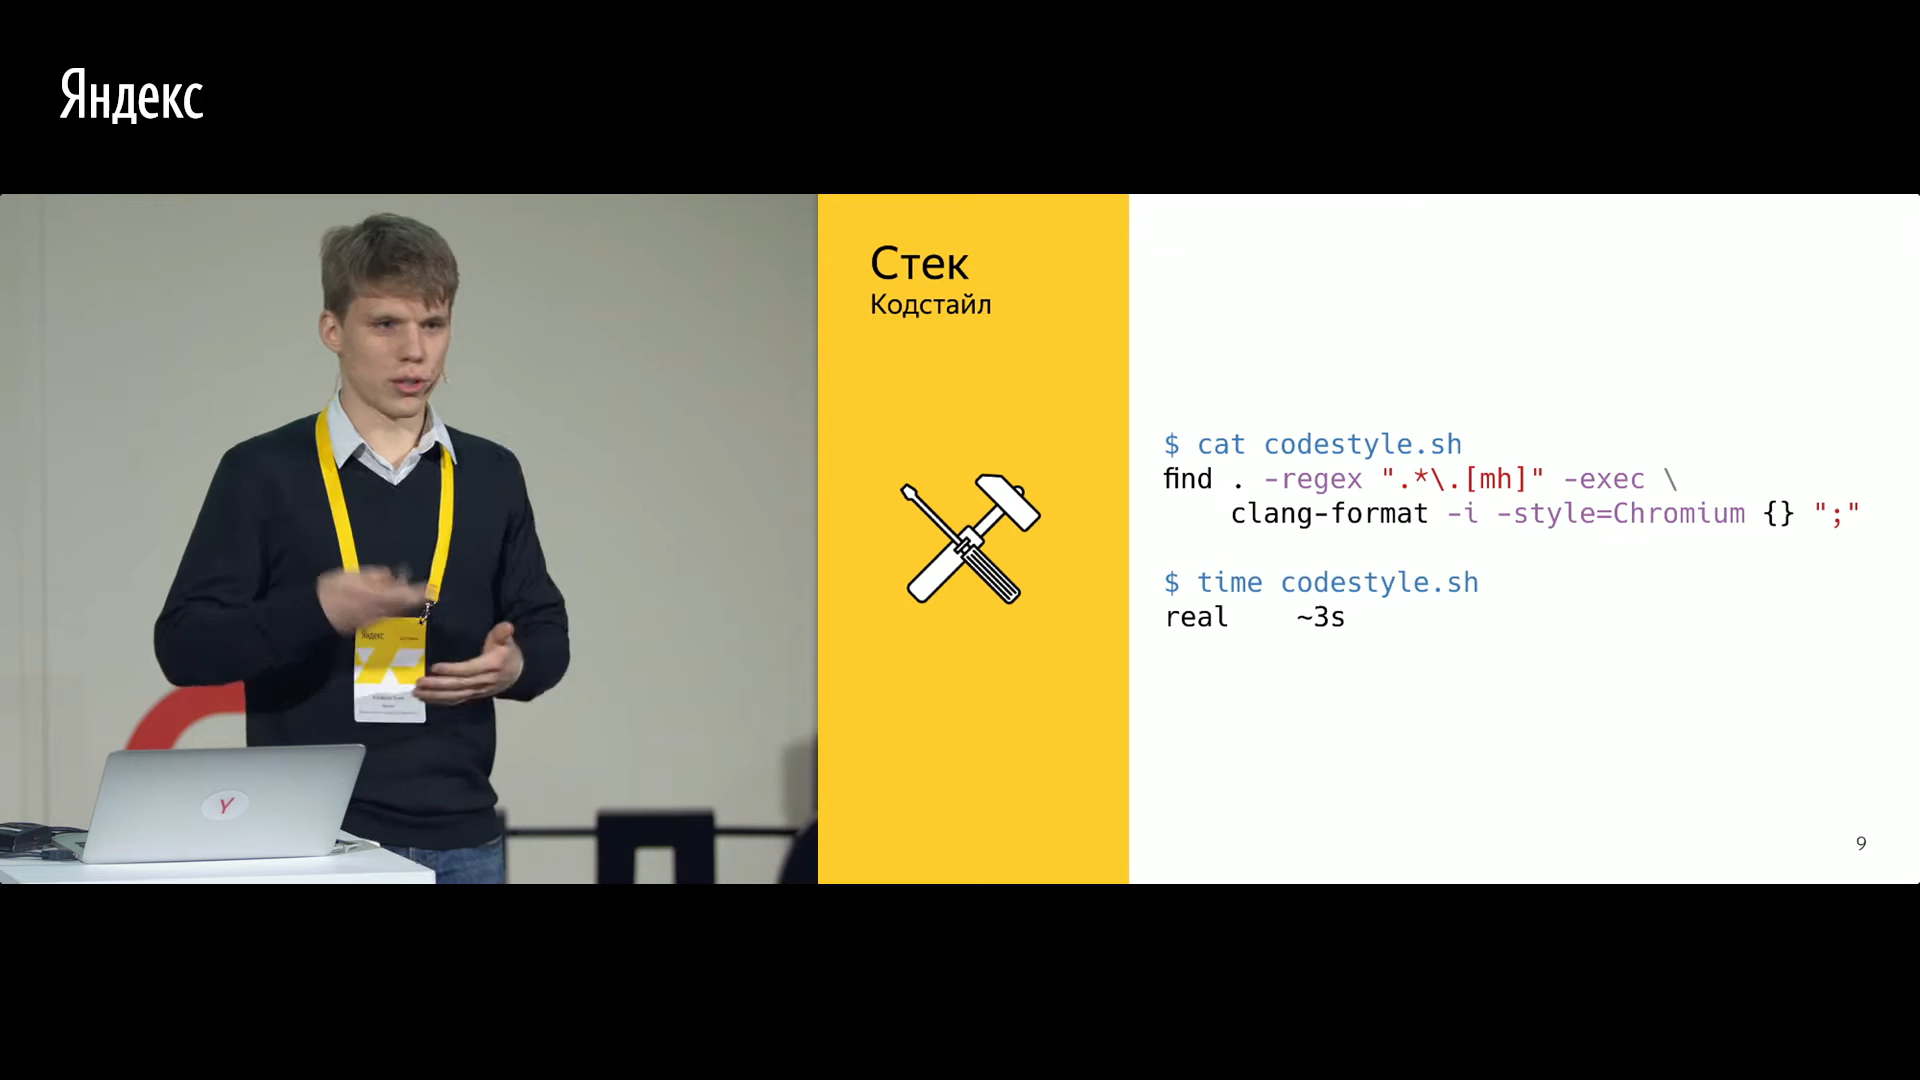 Яндекс
Стек
Кодстайл
$ cat codestyle.sh
find . -regex ".*\.[mh]" -exec \
clang-format -i -style=Chromium {} ";"
$ time codestyle.sh
real ~3s
9
Яндекс
Y